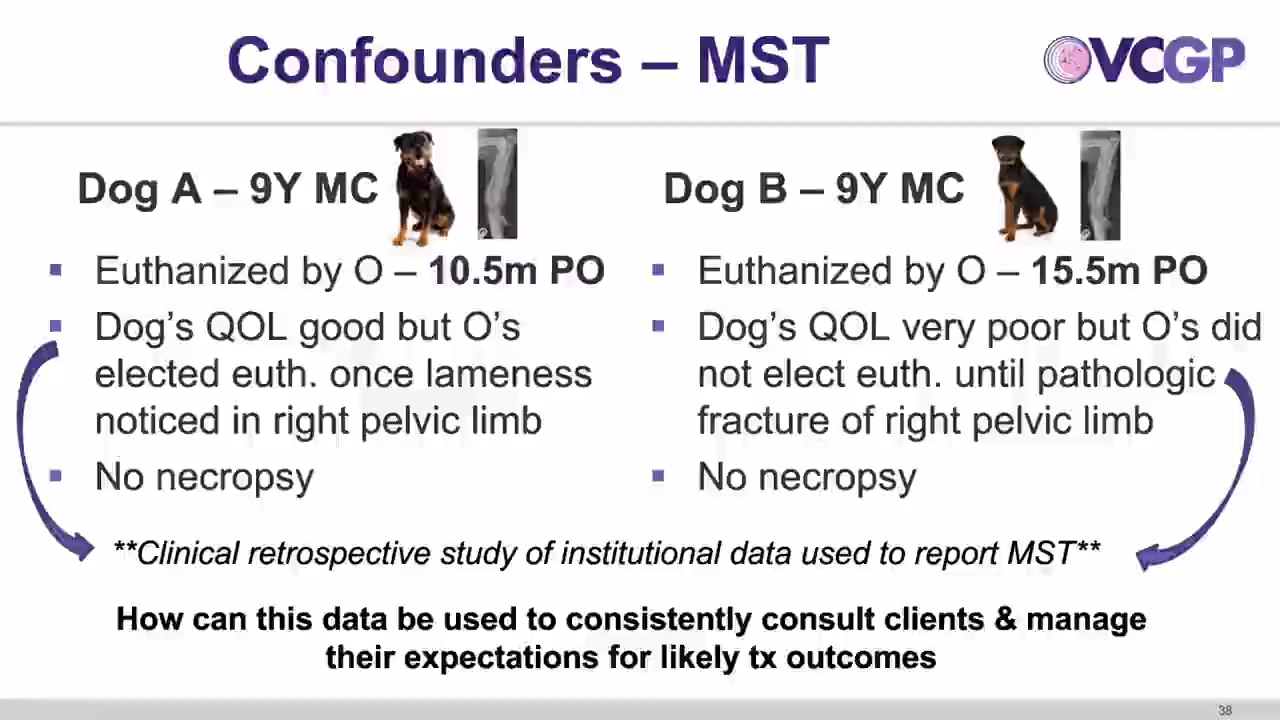 Confounders – MST
OVCGP
Dog A – 9Y MC
▪ Euthanized by O – 10.5m PO
▪ Dog's QOL good but O's
elected euth. once lameness
noticed in right pelvic limb
▪ No necropsy
Dog B – 9Y MC
▪ Euthanized by O – 15.5m PO
▪ Dog's QOL very poor but O's did
not elect euth. until pathologic
fracture of right pelvic limb
▪ No necropsy
**Clinical retrospective study of institutional data used to report MST**
How can this data be used to consistently consult clients & manage
their expectations for likely tx outcomes
38